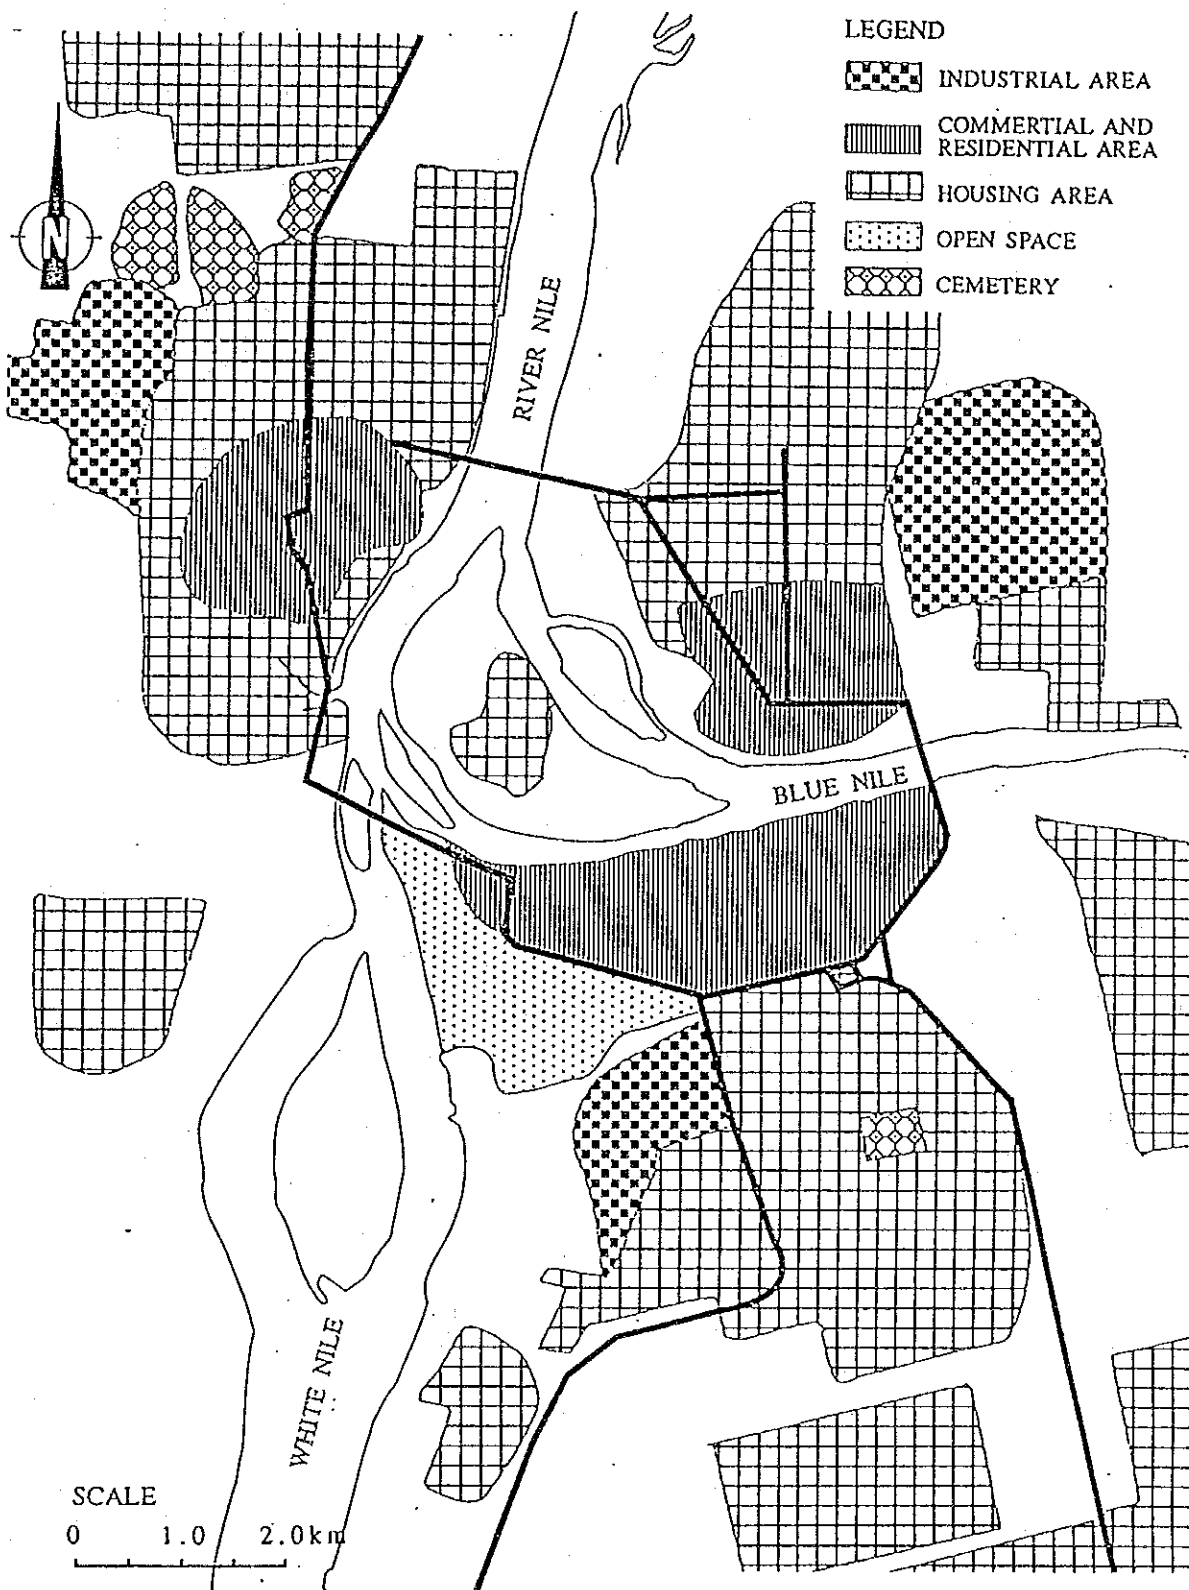 LEGEND
INDUSTRIAL AREA
COMMERTIAL AND
RESIDENTIAL AREA
HOUSING AREA
OPEN SPACE
CEMETERY
N
RIVER NILE
BLUE NILE
WHITE NILE
SCALE
0 1.0 2.0km